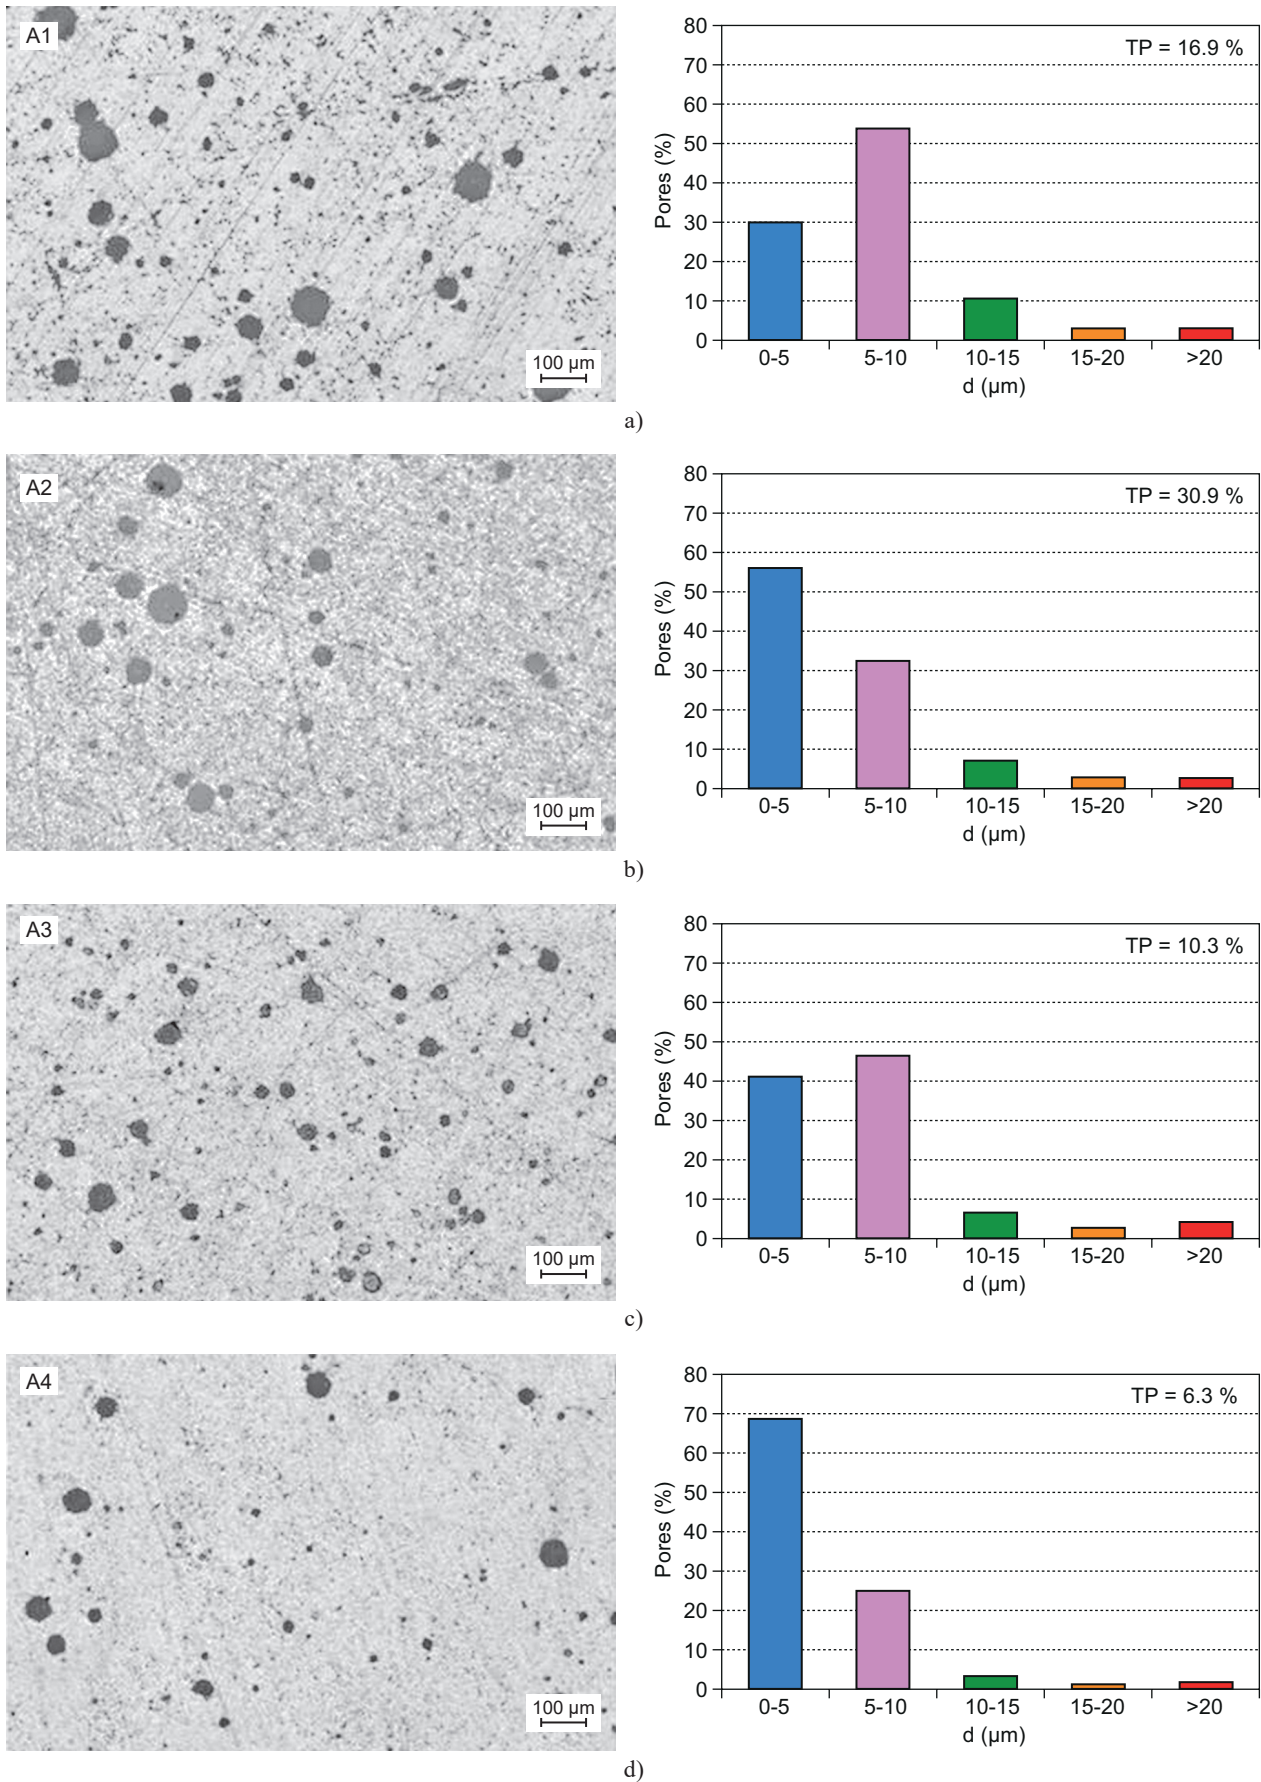 A1
100 µm
TP = 16.9 %
80
70
60
50
40
30
20
10
0
Pores (%)
0-5 5-10 10-15 15-20 >20
d (µm)
a)
A2
100 µm
TP = 30.9 %
80
70
60
50
40
30
20
10
0
Pores (%)
0-5 5-10 10-15 15-20 >20
d (µm)
b)
A3
100 µm
TP = 10.3 %
80
70
60
50
40
30
20
10
0
Pores (%)
0-5 5-10 10-15 15-20 >20
d (µm)
c)
A4
100 µm
TP = 6.3 %
80
70
60
50
40
30
20
10
0
Pores (%)
0-5 5-10 10-15 15-20 >20
d (µm)
d)